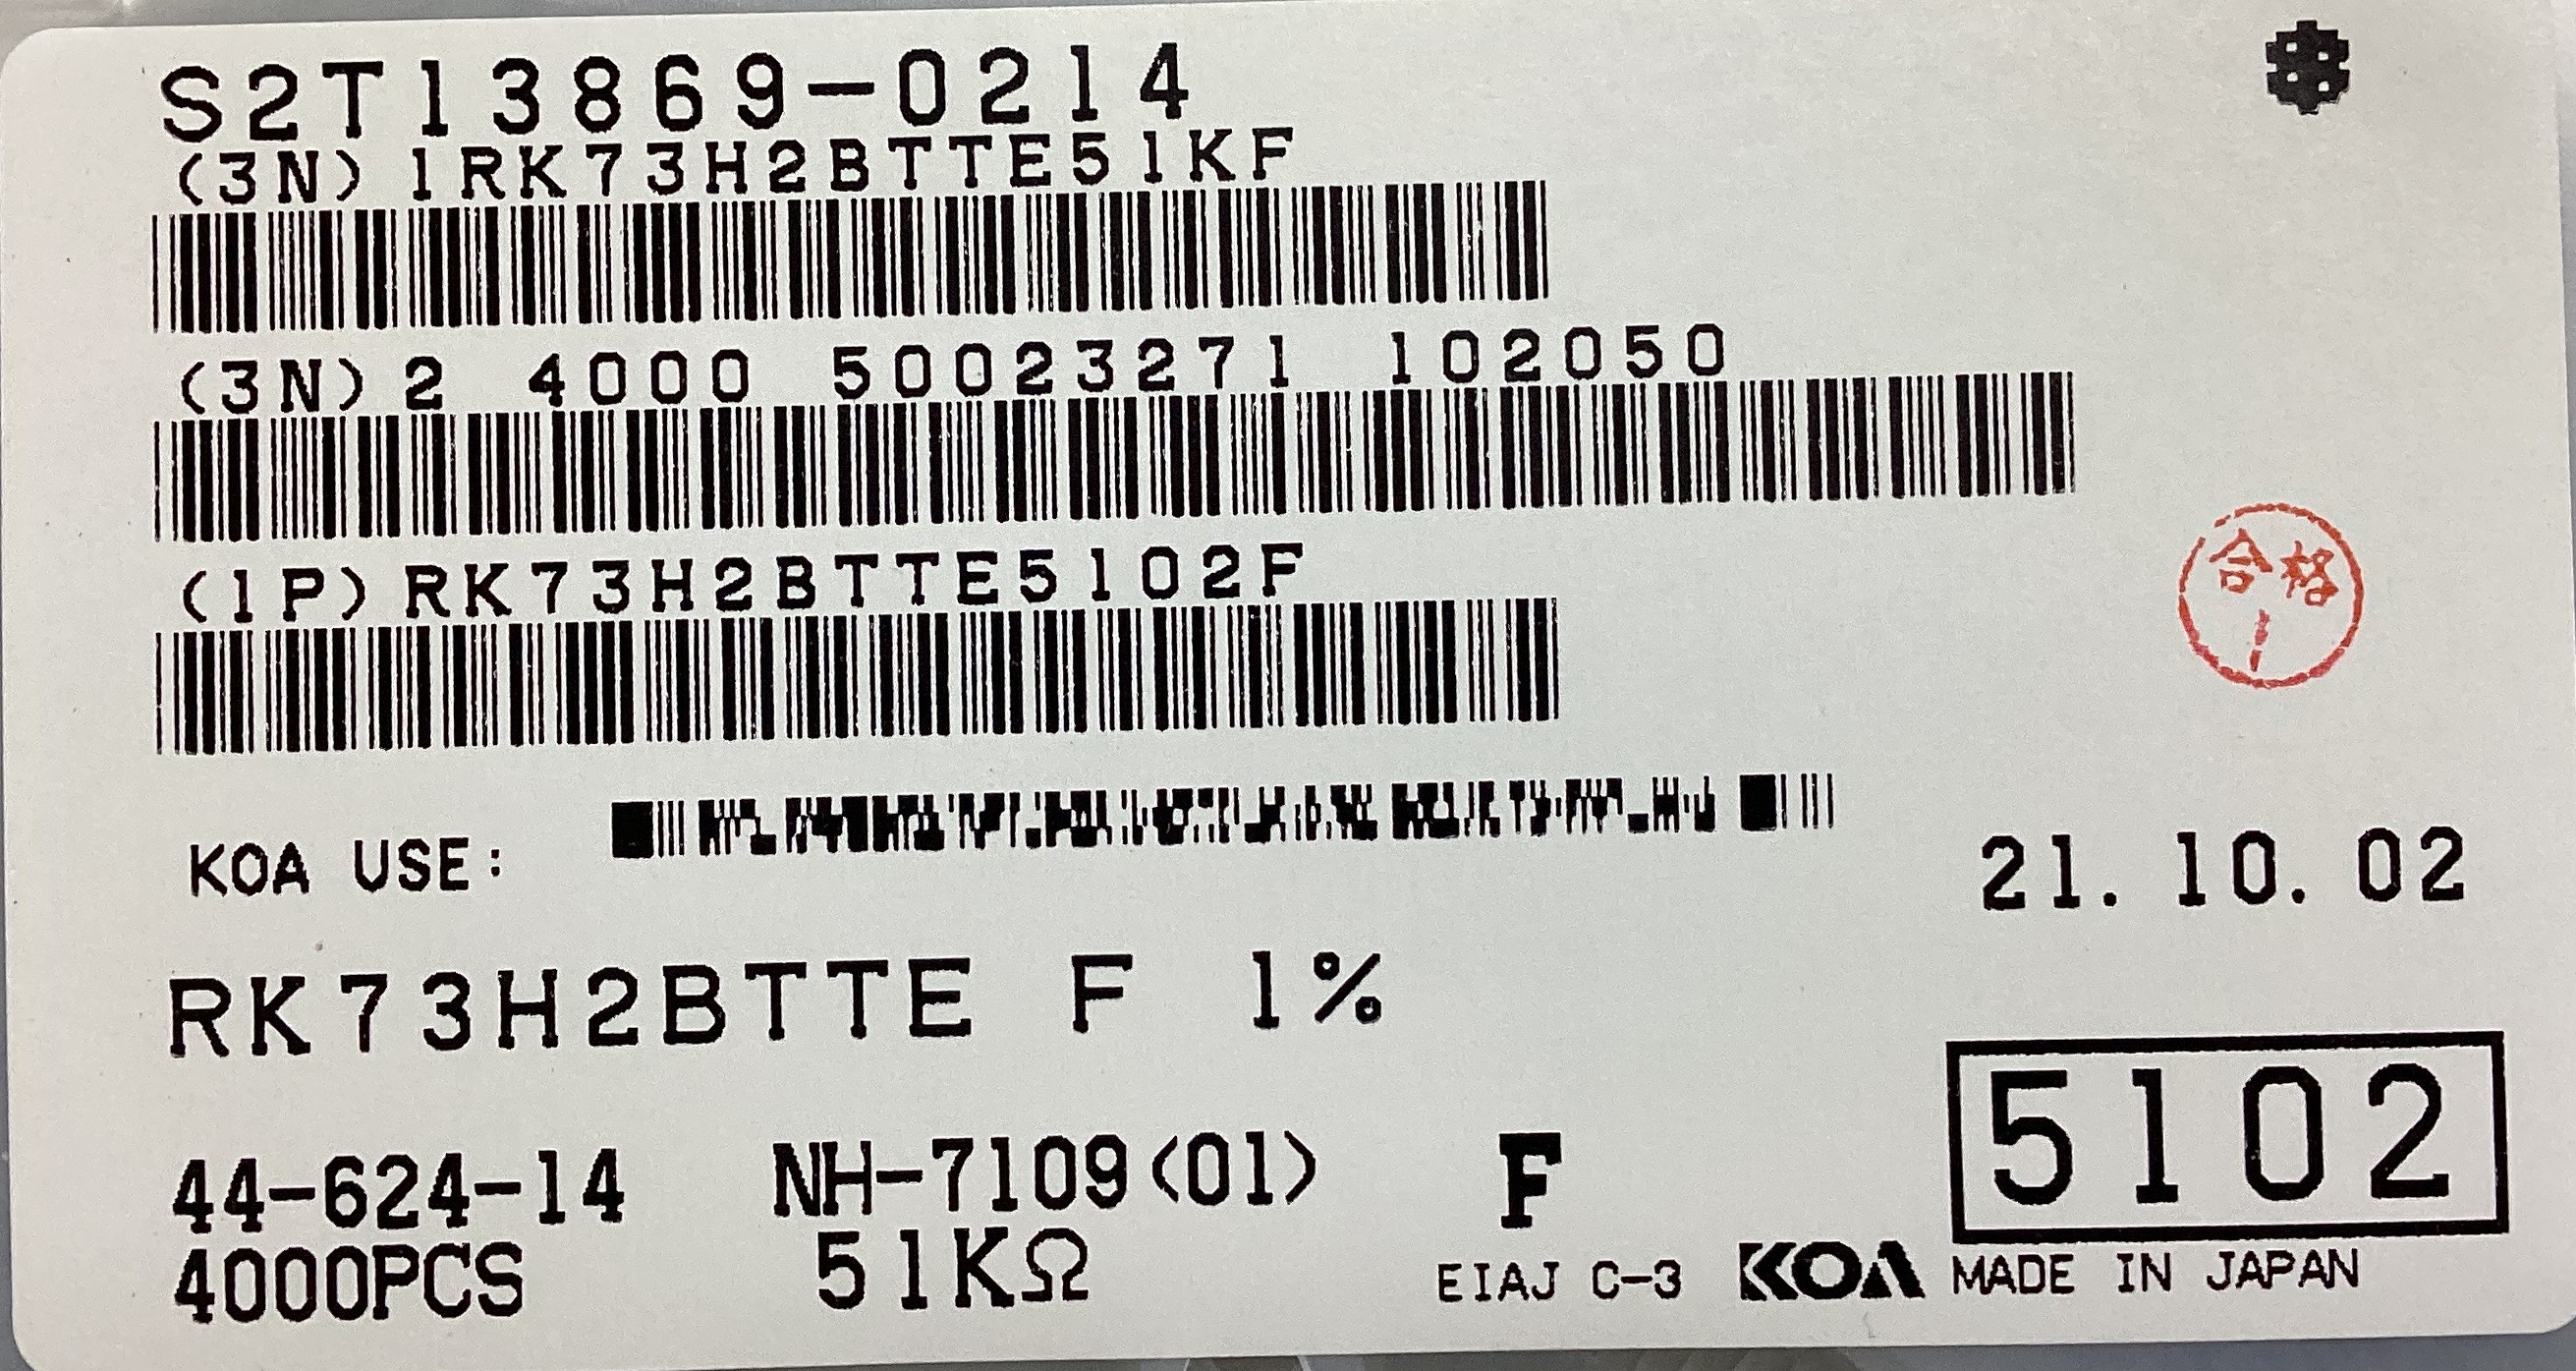 S2T13869-0214
(3N) 1RK73H2BTTE51KF
(3N) 2 4000 50023271 102050
(1P) RK73H2BTTE5102F
合格
1
KOA USE:
21. 10. 02
RK73H2BTTE F 1%
5102
44-624-14 NH-7109(01) F
4000PCS 51KΩ EIAJ C-3 KOA MADE IN JAPAN